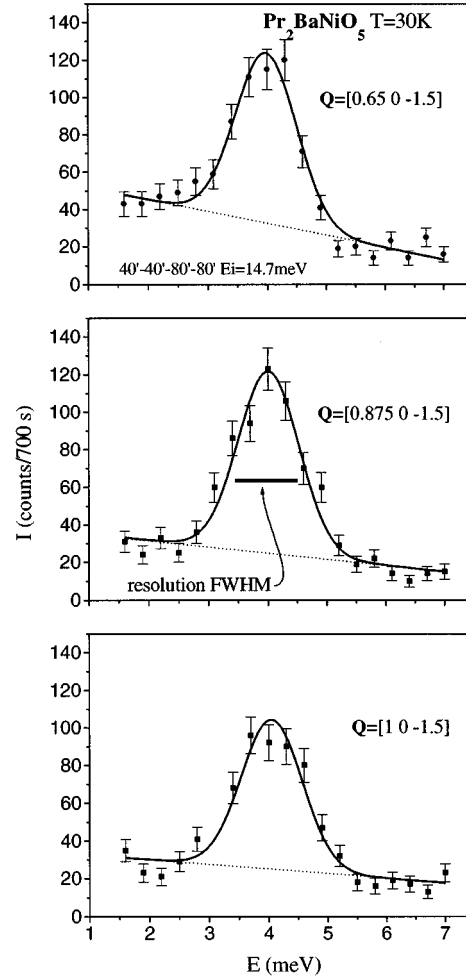 Pr2BaNiO5 T=30K
140
120
100
80
60
40
20
0
Q=[0.65 0 -1.5]
40'-40'-80'-80' Ei=14.7meV
140
120
100
80
60
40
20
0
I (counts/700 s)
Q=[0.875 0 -1.5]
resolution FWHM
140
120
100
80
60
40
20
0
Q=[1 0 -1.5]
1 2 3 4 5 6 7
E (meV)